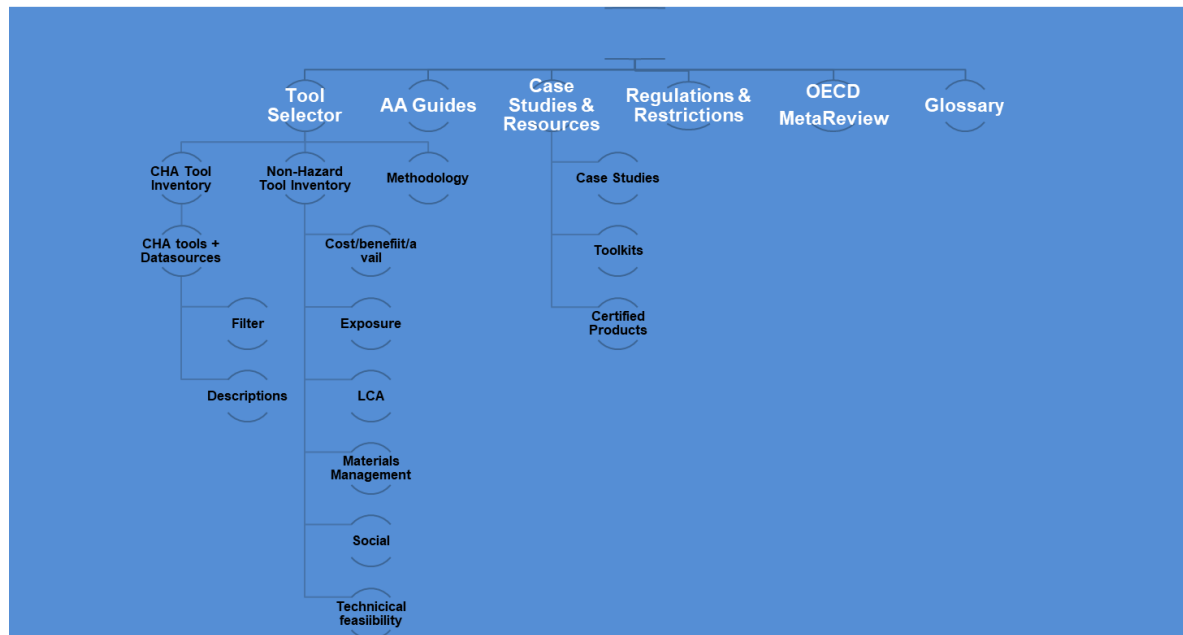 Tool
Selector
AA Guides
Case
Studies &
Resources
Regulations &
Restrictions
OECD
MetaReview
Glossary
CHA Tool
Inventory
Non-Hazard
Tool Inventory
Methodology
Case Studies
CHA tools +
Datasources
Cost/benefiit/a
vail
Toolkits
Filter
Exposure
Certified
Products
Descriptions
LCA
Materials
Management
Social
Technicical
feasiibility